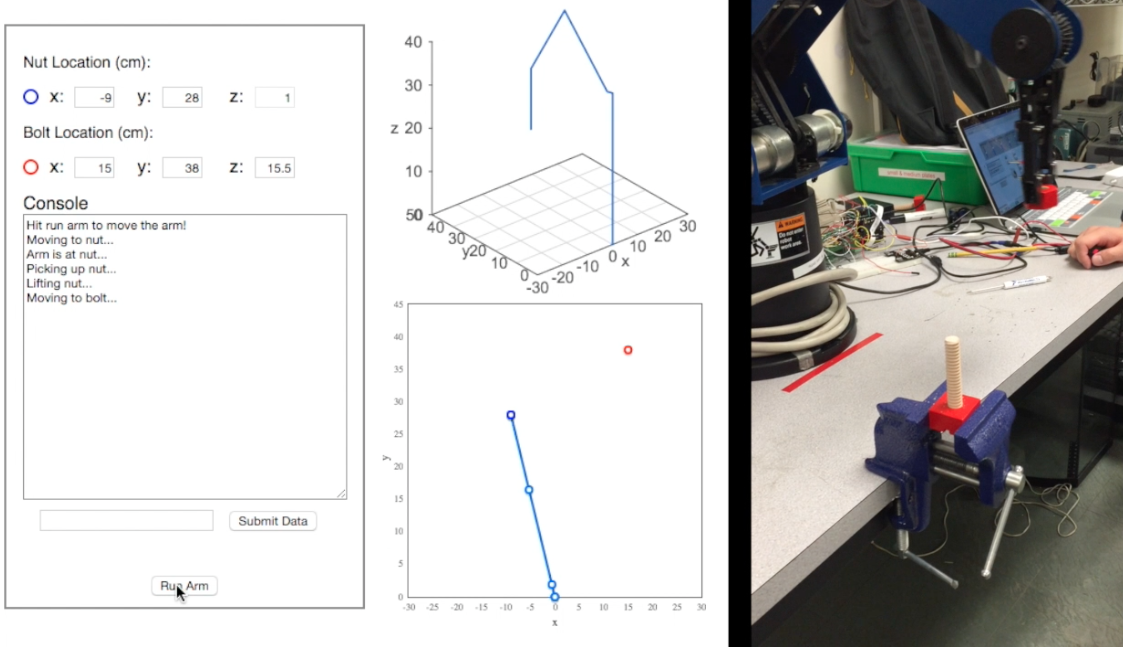 Nut Location (cm):
x: -9 y: 28 z: 1
Bolt Location (cm):
x: 15 y: 38 z: 15.5
Console
Hit run arm to move the arm!
Moving to nut...
Arm is at nut...
Picking up nut...
Lifting nut...
Moving to bolt...
Submit Data
Run Arm
40
30
z 20
10
0
50
40
30
y20
10
0
-30
-20
-10
0
x
10
20
30
45
40
35
30
25
y
20
15
10
5
0
-30 -25 -20 -15 -10 -5 0 5 10 15 20 25 30
x
WARNING